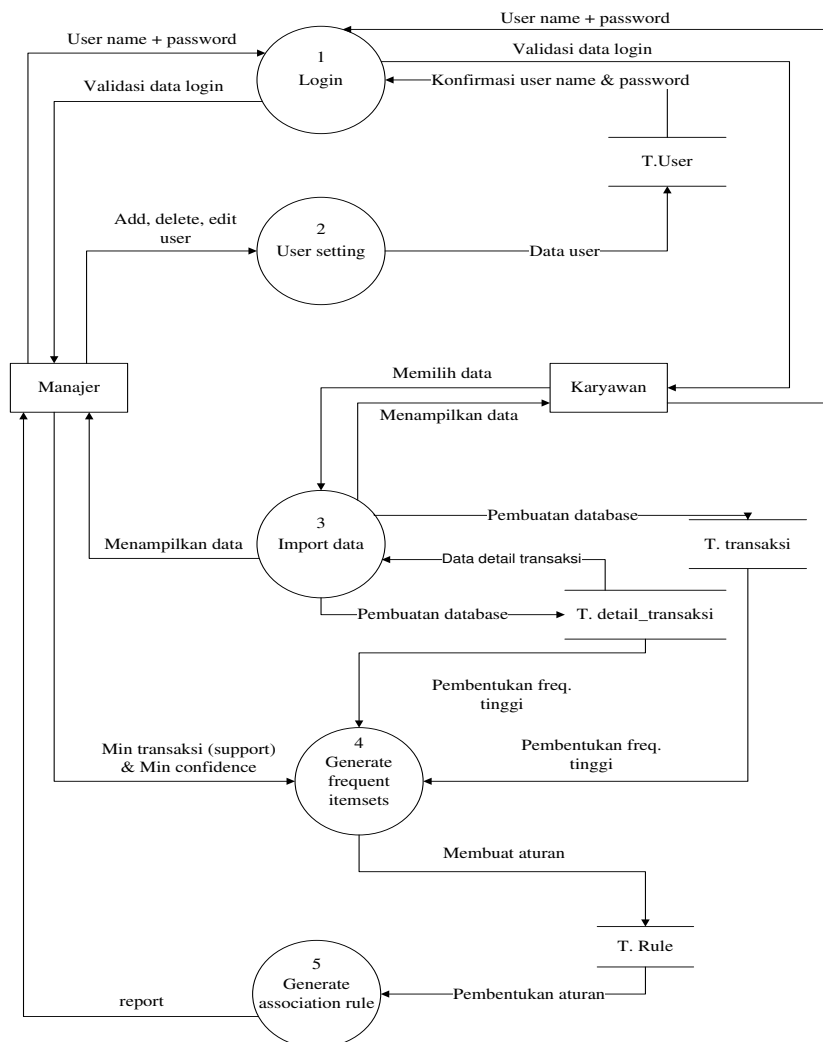 User name + password
User name + password
1
Login
Validasi data login
Validasi data login
Konfirmasi user name & password
T.User
Add, delete, edit
user
2
User setting
Data user
Manajer
Memilih data
Karyawan
Menampilkan data
3
Import data
Pembuatan database
T. transaksi
Menampilkan data
Data detail transaksi
Pembuatan database
T. detail_transaksi
Pembentukan freq.
tinggi
Min transaksi (support)
& Min confidence
4
Generate
frequent
itemsets
Pembentukan freq.
tinggi
Membuat aturan
T. Rule
5
Generate
association rule
Pembentukan aturan
report